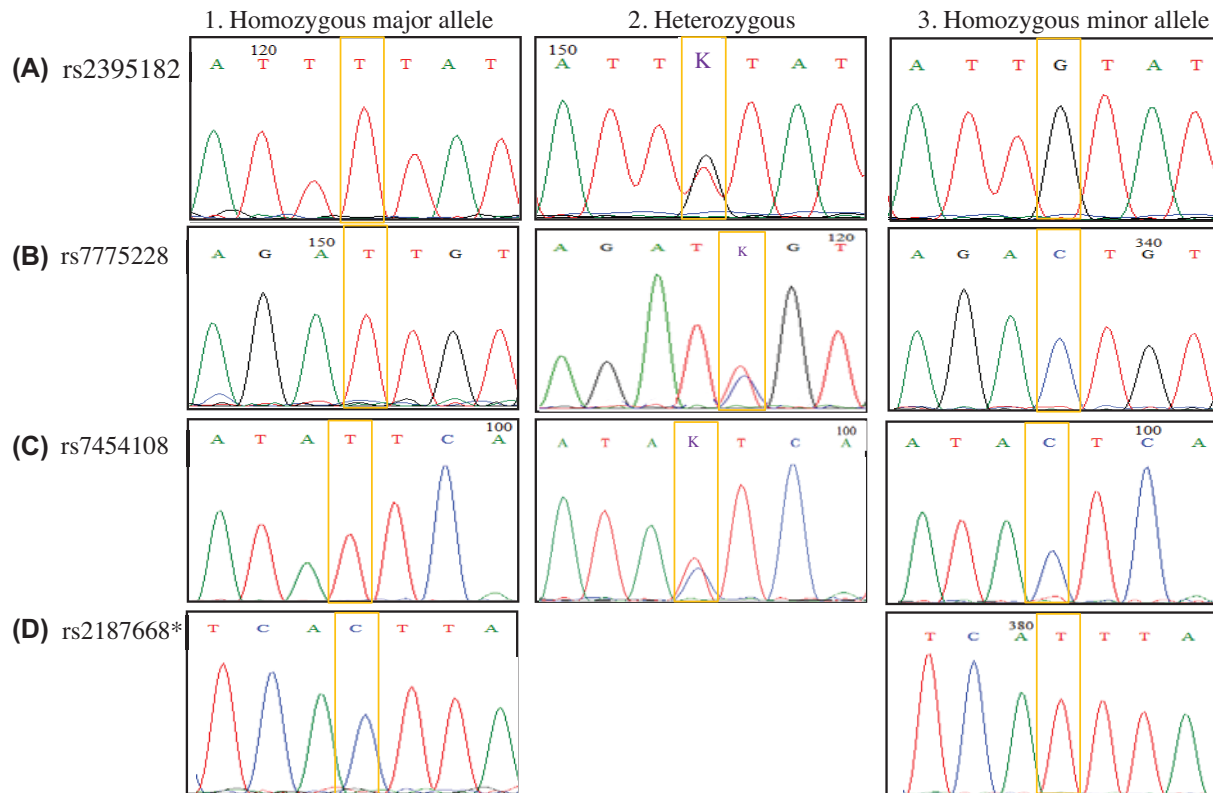 1. Homozygous major allele 2. Heterozygous 3. Homozygous minor allele
(A) rs2395182
120
A T T T T A T
150
A T T K T A T
A T T G T A T
(B) rs7775228
150
A G A T T G T
120
A G A T K G T
340
A G A C T G T
(C) rs7454108
100
A T A T T C A
100
A T A K T C A
100
A T A C T C A
(D) rs2187668*
T C A C T T A
380
T C A T T T A